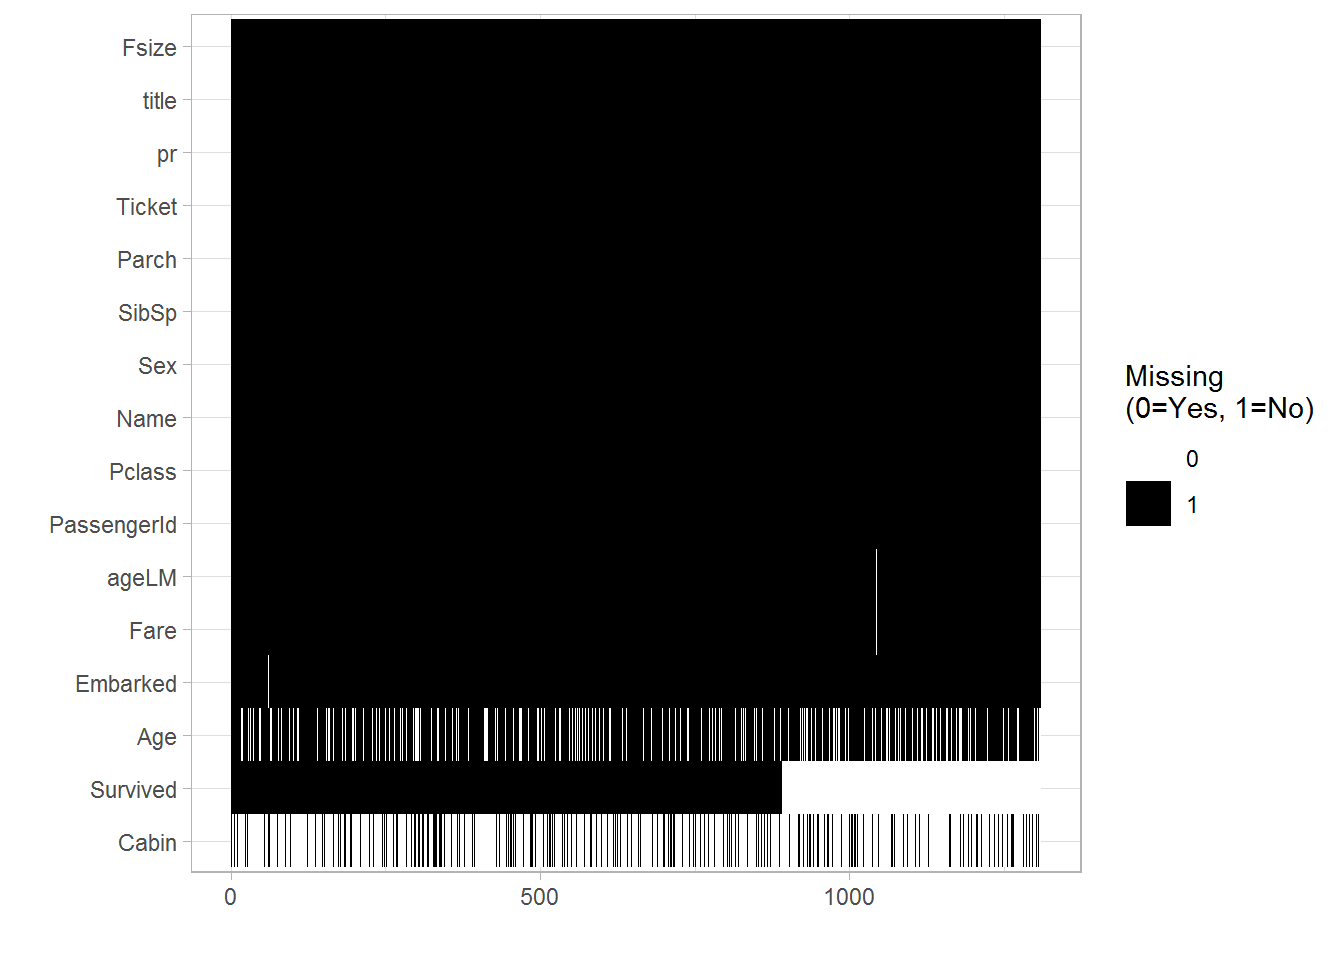 Fsize
title
pr
Ticket
Parch
SibSp
Sex
Name
Pclass
PassengerId
ageLM
Fare
Embarked
Age
Survived
Cabin
0 500 1000
Missing
(0=Yes, 1=No)
0
1